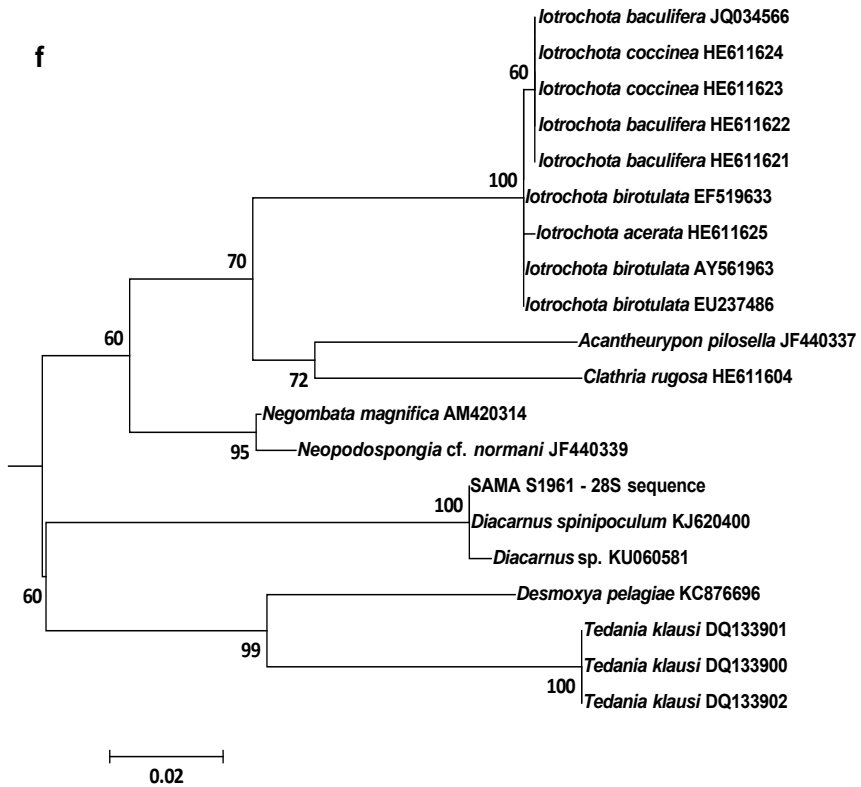 f
Iotrochota baculifera JQ034566
Iotrochota coccinea HE611624
60
Iotrochota coccinea HE611623
Iotrochota baculifera HE611622
Iotrochota baculifera HE611621
100
Iotrochota birotulata EF519633
Iotrochota acerata HE611625
70
Iotrochota birotulata AY561963
Iotrochota birotulata EU237486
60
Acantheurypon pilosella JF440337
72
Clathria rugosa HE611604
Negombata magnifica AM420314
95
Neopodospongia cf. normani JF440339
SAMA S1961 - 28S sequence
100
Diacarnus spinipoculum KJ620400
Diacarnus sp. KU060581
60
Desmoxya pelagiae KC876696
Tedania klausi DQ133901
99
Tedania klausi DQ133900
100
Tedania klausi DQ133902
0.02